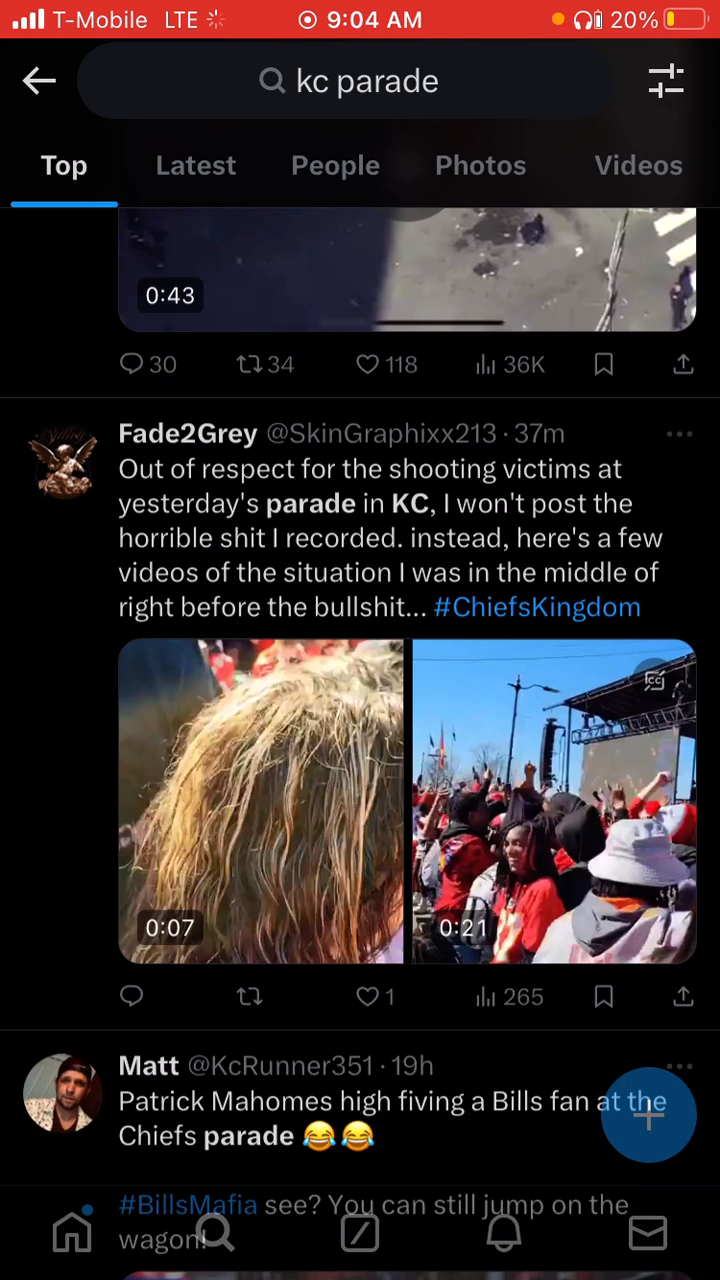 T-Mobile LTE 9:04 AM 20%
kc parade
Top Latest People Photos Videos
0:43
30 34 118 36K
Fade2Grey @SkinGraphixx213 · 37m
Out of respect for the shooting victims at
yesterday's parade in KC, I won't post the
horrible shit I recorded. instead, here's a few
videos of the situation I was in the middle of
right before the bullshit... #ChiefsKingdom
CC
0:07 0:21
1 265
Matt @KcRunner351 · 19h
Patrick Mahomes high fiving a Bills fan at the
Chiefs parade 😂 😂
#BillsMafia see? You can still jump on the
wagon!